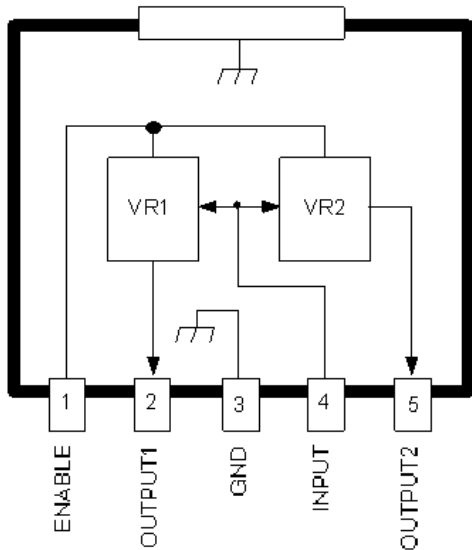 VR1
VR2
1
2
3
4
5
ENABLE
OUTPUT1
GND
INPUT
OUTPUT2